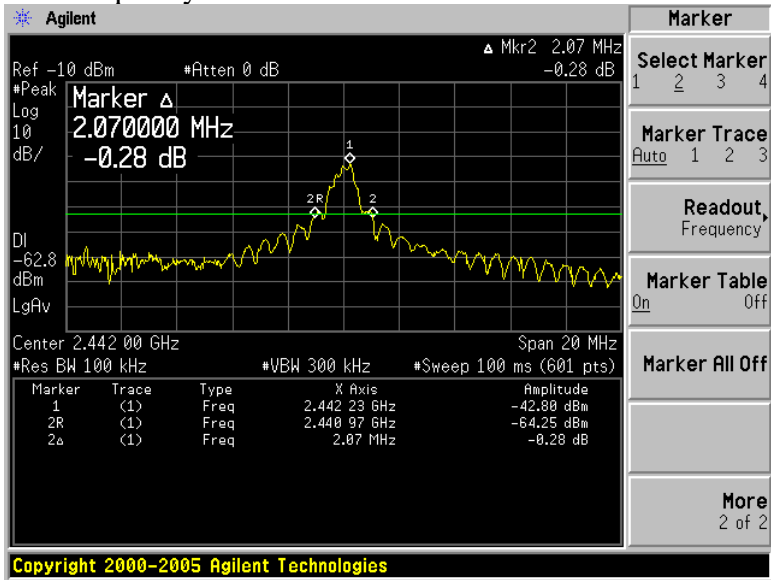 Agilent
Marker
Δ Mkr2 2.07 MHz
Ref -10 dBm #Atten 0 dB -0.28 dB
#Peak
Log
10
dB/
Marker Δ
2.070000 MHz
-0.28 dB
1
2R 2
DI
-62.8
dBm
LgAv
Center 2.442 00 GHz Span 20 MHz
#Res BW 100 kHz #VBW 300 kHz #Sweep 100 ms (601 pts)
Marker Trace Type X Axis Amplitude
1 (1) Freq 2.442 23 GHz -42.80 dBm
2R (1) Freq 2.440 97 GHz -64.25 dBm
2Δ (1) Freq 2.07 MHz -0.28 dB
Select Marker
1 2 3 4
Marker Trace
Auto 1 2 3
Readout
Frequency
Marker Table
On Off
Marker All Off
More
2 of 2
Copyright 2000-2005 Agilent Technologies